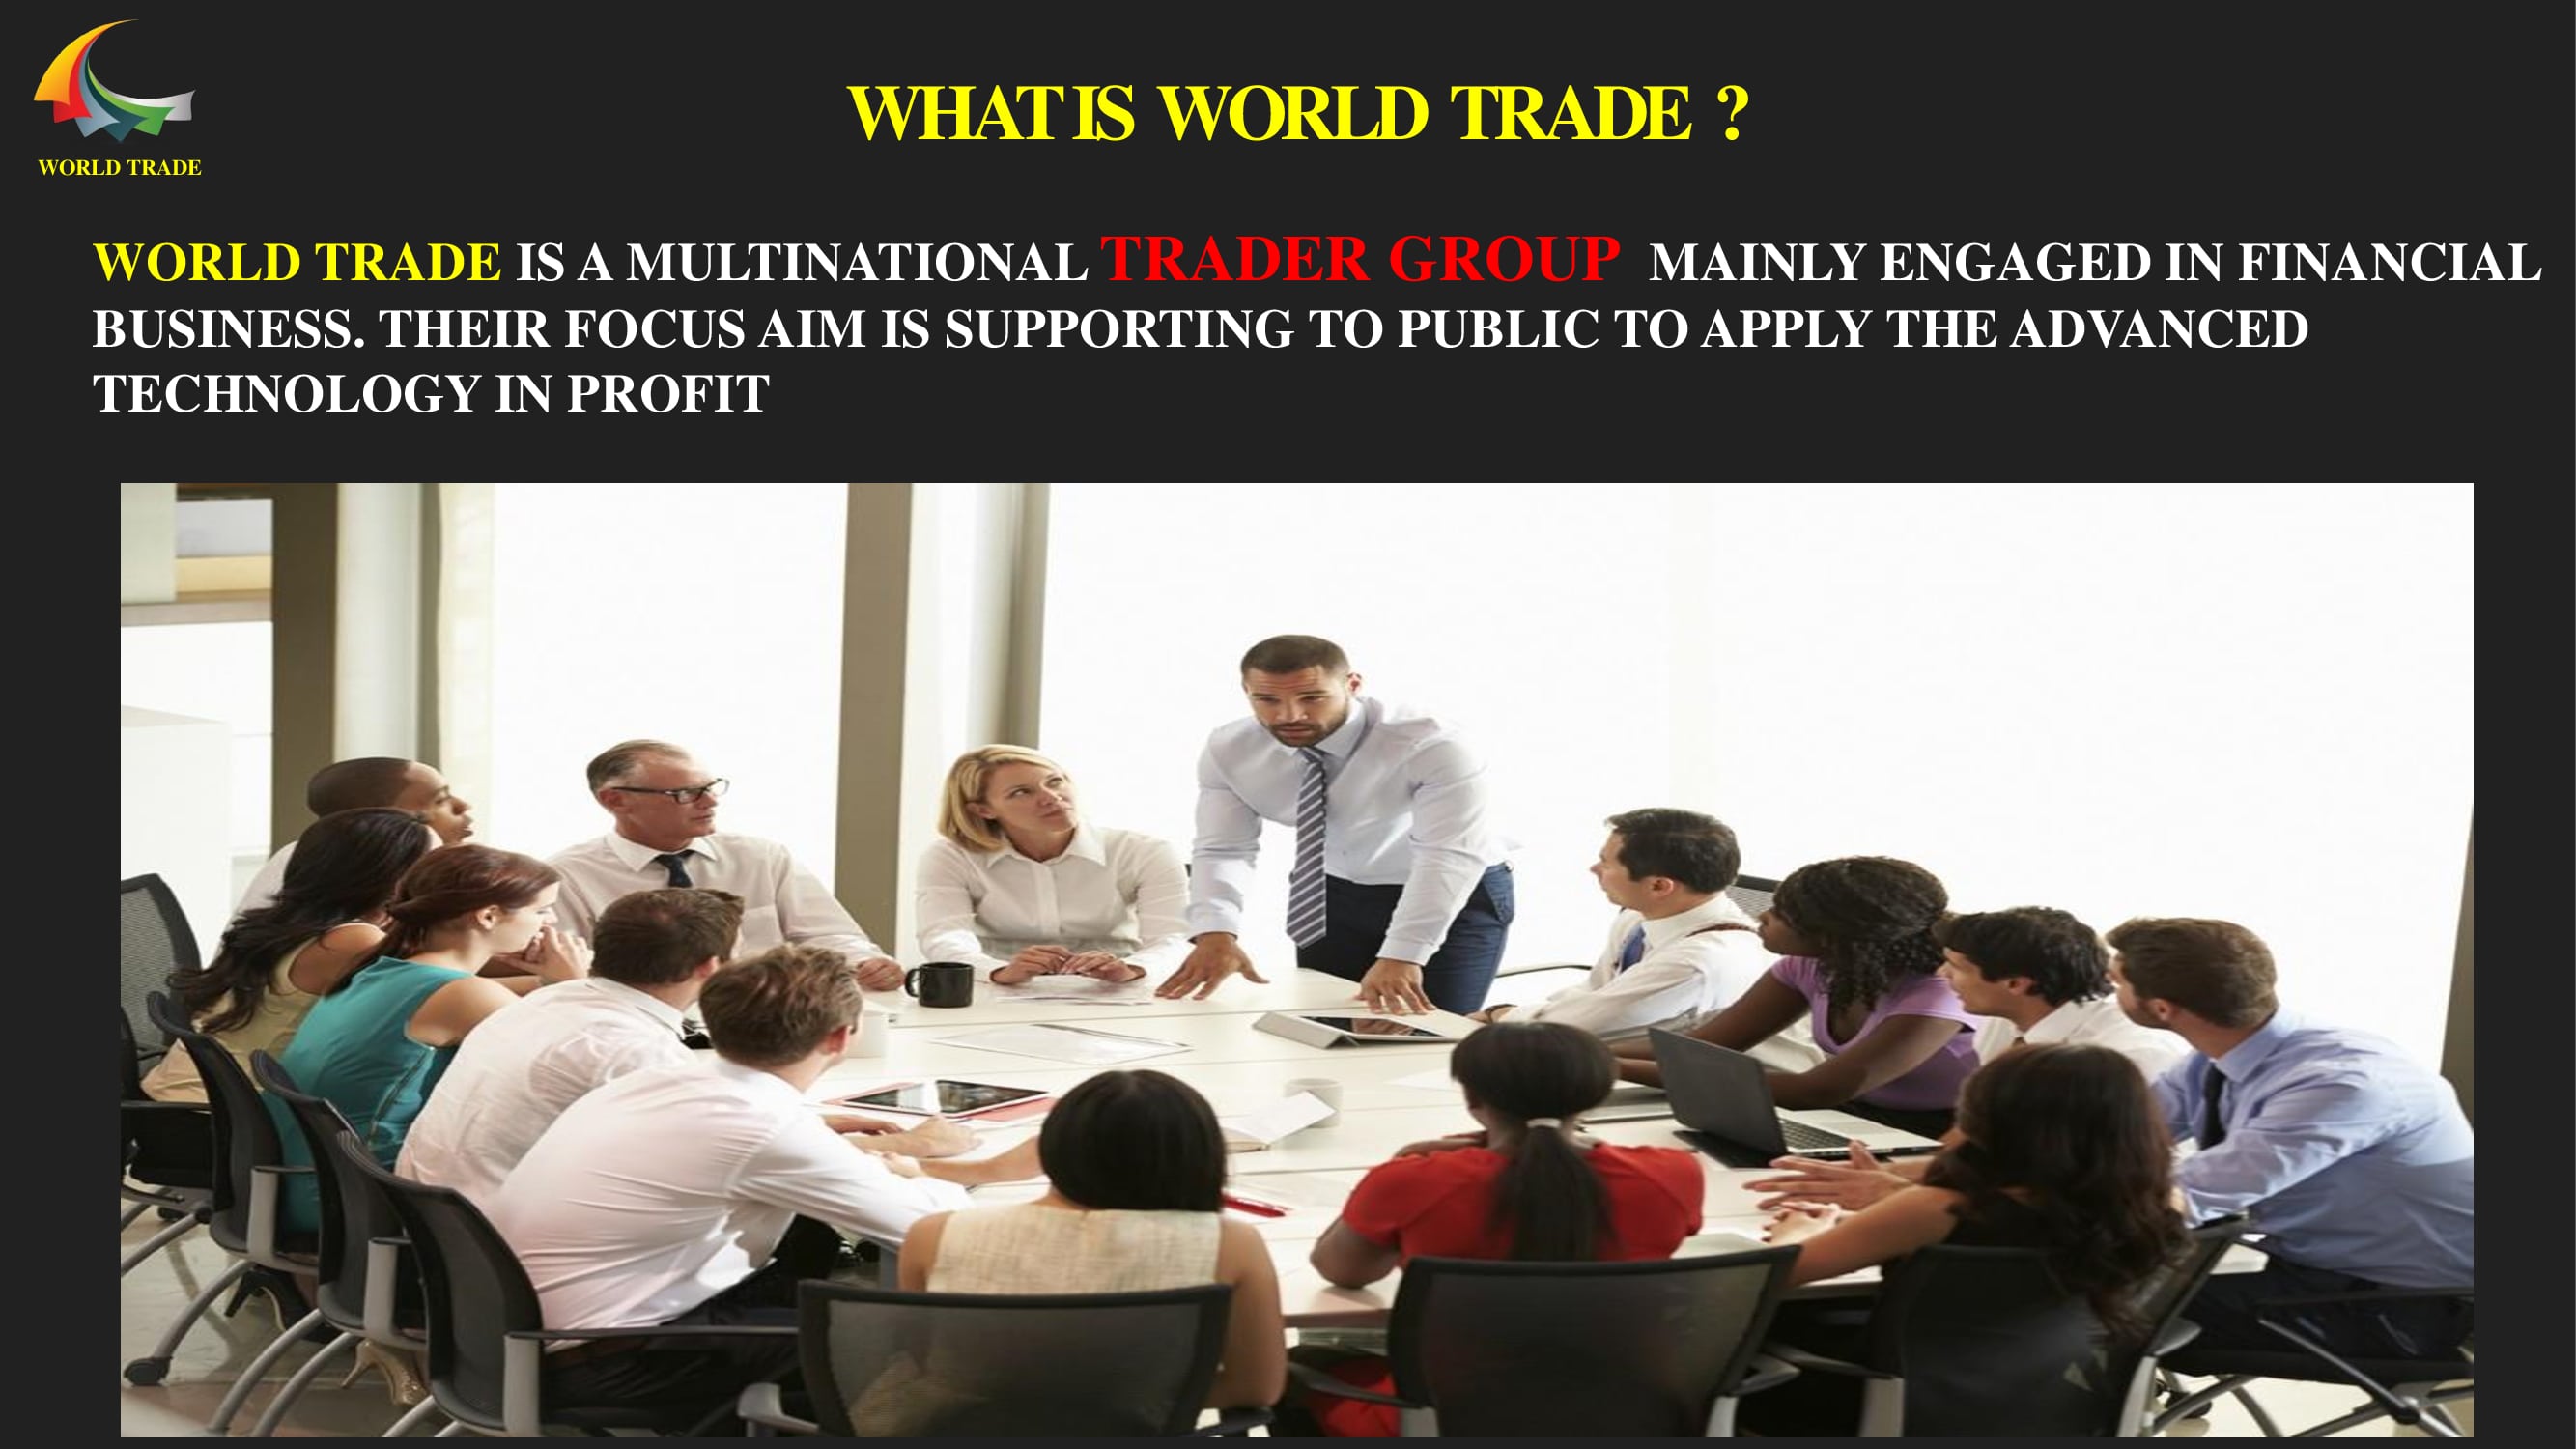 WHAT IS WORLD TRADE ?
WORLD TRADE
WORLD TRADE IS A MULTINATIONAL TRADER GROUP MAINLY ENGAGED IN FINANCIAL
BUSINESS. THEIR FOCUS AIM IS SUPPORTING TO PUBLIC TO APPLY THE ADVANCED
TECHNOLOGY IN PROFIT